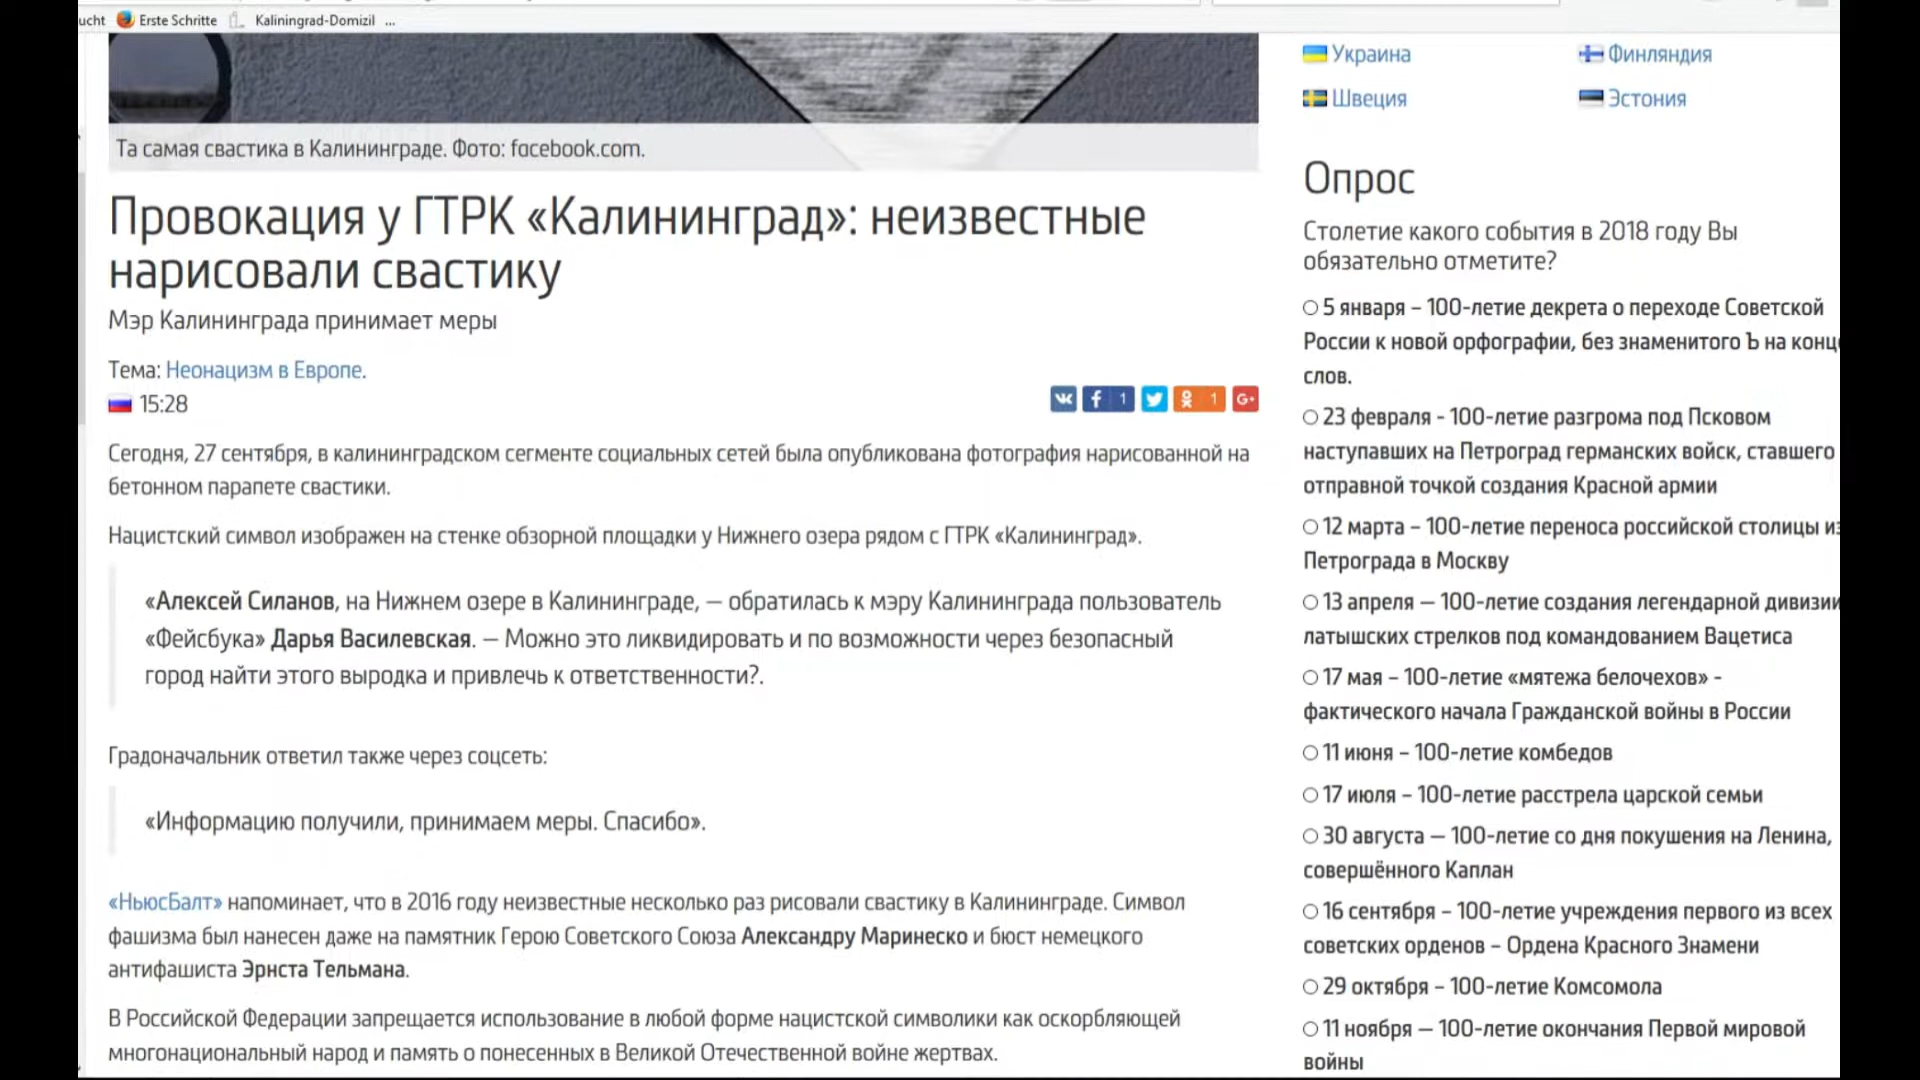 ucht Erste Schritte Kaliningrad-Domizil ...
Та самая свастика в Калининграде. Фото: facebook.com.
Провокация у ГТРК «Калининград»: неизвестные
нарисовали свастику
Мэр Калининграда принимает меры
Тема: Неонацизм в Европе.
15:28
1 1 G+
Сегодня, 27 сентября, в калининградском сегменте социальных сетей была опубликована фотография нарисованной на
бетонном парапете свастики.
Нацистский символ изображен на стенке обзорной площадки у Нижнего озера рядом с ГТРК «Калининград».
«Алексей Силанов, на Нижнем озере в Калининграде, — обратилась к мэру Калининграда пользователь
«Фейсбука» Дарья Василевская. — Можно это ликвидировать и по возможности через безопасный
город найти этого выродка и привлечь к ответственности?.
Градоначальник ответил также через соцсеть:
«Информацию получили, принимаем меры. Спасибо».
«НьюсБалт» напоминает, что в 2016 году неизвестные несколько раз рисовали свастику в Калининграде. Символ
фашизма был нанесен даже на памятник Герою Советского Союза Александру Маринеско и бюст немецкого
антифашиста Эрнста Тельмана.
В Российской Федерации запрещается использование в любой форме нацистской символики как оскорбляющей
многонациональный народ и память о понесенных в Великой Отечественной войне жертвах.
Украина Финляндия
Швеция Эстония
Опрос
Столетие какого события в 2018 году Вы
обязательно отметите?
5 января – 100-летие декрета о переходе Советской
России к новой орфографии, без знаменитого Ъ на конц
слов.
23 февраля - 100-летие разгрома под Псковом
наступавших на Петроград германских войск, ставшего
отправной точкой создания Красной армии
12 марта – 100-летие переноса российской столицы из
Петрограда в Москву
13 апреля — 100-летие создания легендарной дивизии
латышских стрелков под командованием Вацетиса
17 мая – 100-летие «мятежа белочехов» -
фактического начала Гражданской войны в России
11 июня – 100-летие комбедов
17 июля – 100-летие расстрела царской семьи
30 августа — 100-летие со дня покушения на Ленина,
совершённого Каплан
16 сентября – 100-летие учреждения первого из всех
советских орденов – Ордена Красного Знамени
29 октября – 100-летие Комсомола
11 ноября — 100-летие окончания Первой мировой
войны